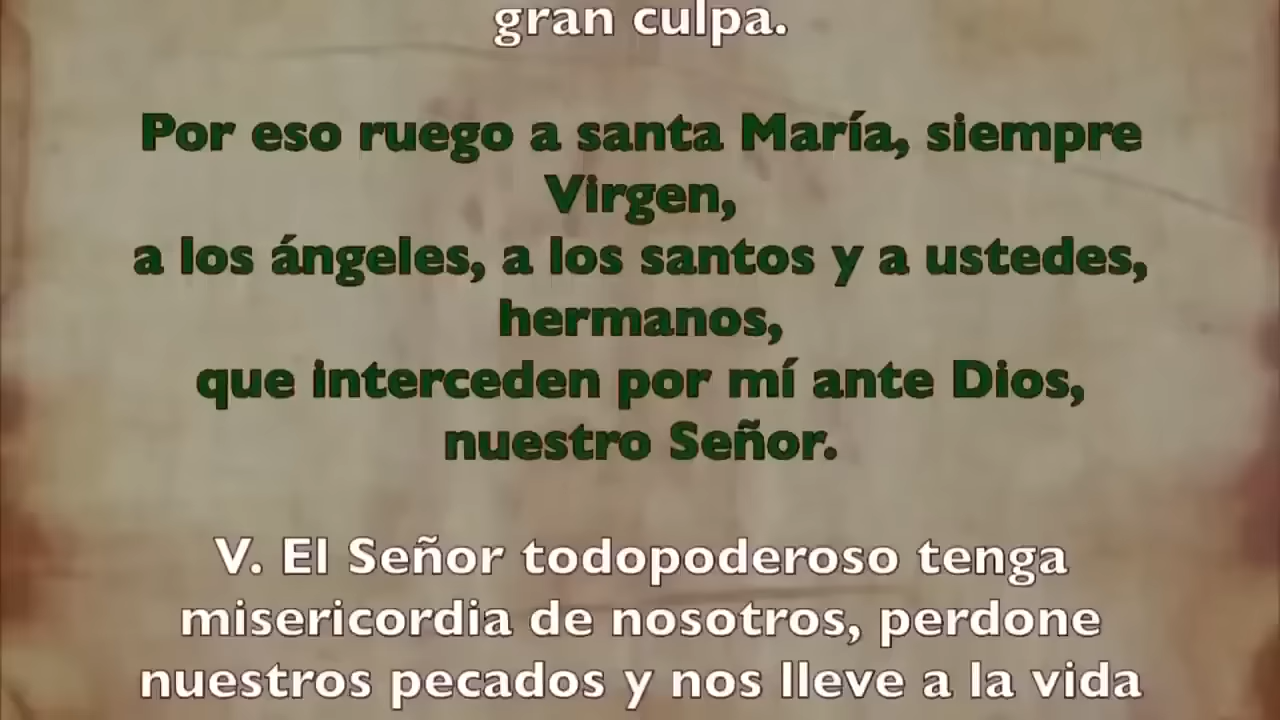 gran culpa.
Por eso ruego a santa María, siempre
Virgen,
a los ángeles, a los santos y a ustedes,
hermanos,
que interceden por mí ante Dios,
nuestro Señor.
V. El Señor todopoderoso tenga
misericordia de nosotros, perdone
nuestros pecados y nos lleve a la vida